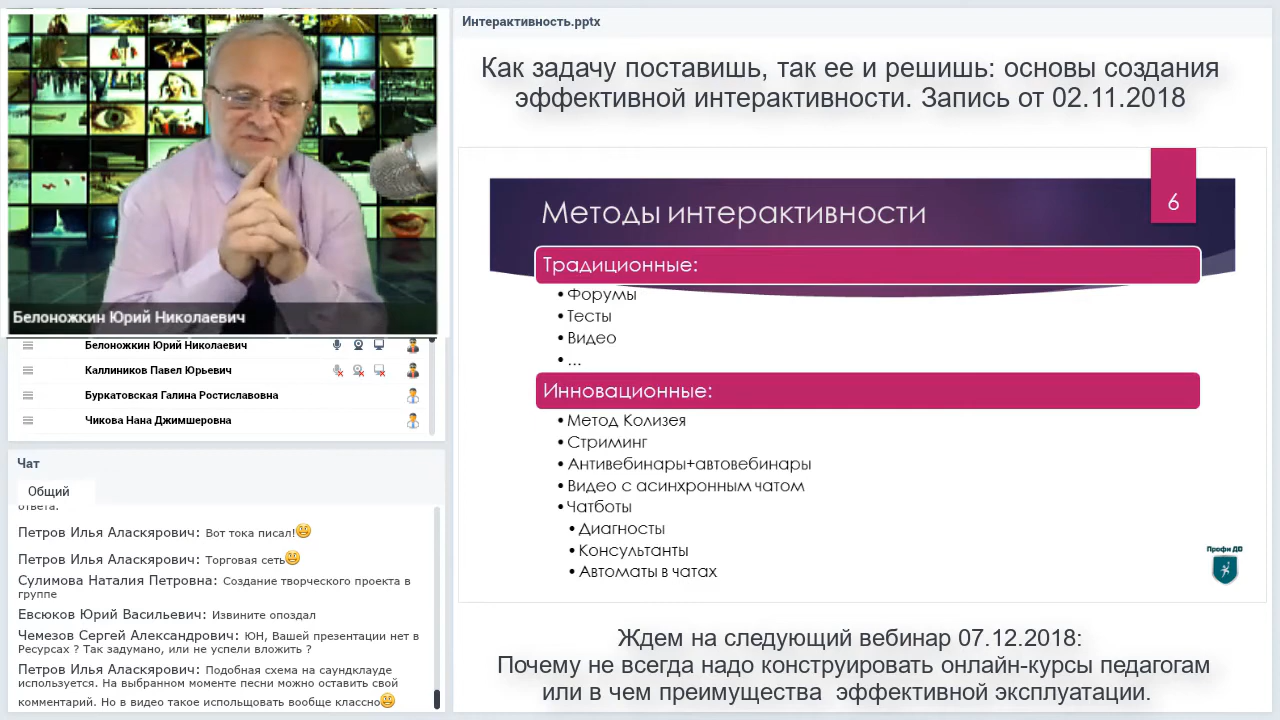 Белоножкин Юрий Николаевич
Белоножкин Юрий Николаевич
Каллиников Павел Юрьевич
Буркатовская Галина Ростиславовна
Чикова Нана Джимшеровна
Чат
Общий
ответа.
Петров Илья Аласкярович: Вот тока писал!
Петров Илья Аласкярович: Торговая сеть
Сулимова Наталия Петровна: Создание творческого проекта в
группе
Евсюков Юрий Васильевич: Извините опоздал
Чемезов Сергей Александрович: ЮН, Вашей презентации нет в
Ресурсах ? Так задумано, или не успели вложить ?
Петров Илья Аласкярович: Подобная схема на саундклауде
используется. На выбранном моменте песни можно оставить свой
комментарий. Но в видео такое испольщовать вообще классно
Интерактивность.pptx
Как задачу поставишь, так ее и решишь: основы создания
эффективной интерактивности. Запись от 02.11.2018
6
Методы интерактивности
Традиционные:
• Форумы
• Тесты
• Видео
• ...
Инновационные:
• Метод Колизея
• Стриминг
• Антивебинары+автовебинары
• Видео с асинхронным чатом
• Чатботы
• Диагносты
• Консультанты
• Автоматы в чатах
Профи ДО
Ждем на следующий вебинар 07.12.2018:
Почему не всегда надо конструировать онлайн-курсы педагогам
или в чем преимущества эффективной эксплуатации.